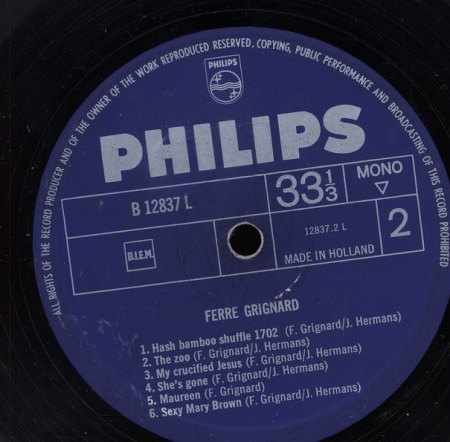 ALL RIGHTS OF THE RECORD PRODUCER AND OF THE OWNER OF THE WORK REPRODUCED RESERVED. COPYING, PUBLIC PERFORMANCE AND BROADCASTING OF THIS RECORD PROHIBITED
PHILIPS
PHILIPS
B 12837 L
33 1/3
MONO
B.I.E.M.
12837.2 L
2
MADE IN HOLLAND
FERRE GRIGNARD
1. Hash bamboo shuffle 1702 (F. Grignard/J. Hermans)
2. The zoo (F. Grignard/J. Hermans)
3. My crucified Jesus (F. Grignard/J. Hermans)
4. She's gone (F. Grignard/J. Hermans)
5. Maureen (F. Grignard)
6. Sexy Mary Brown (F. Grignard/J. Hermans)